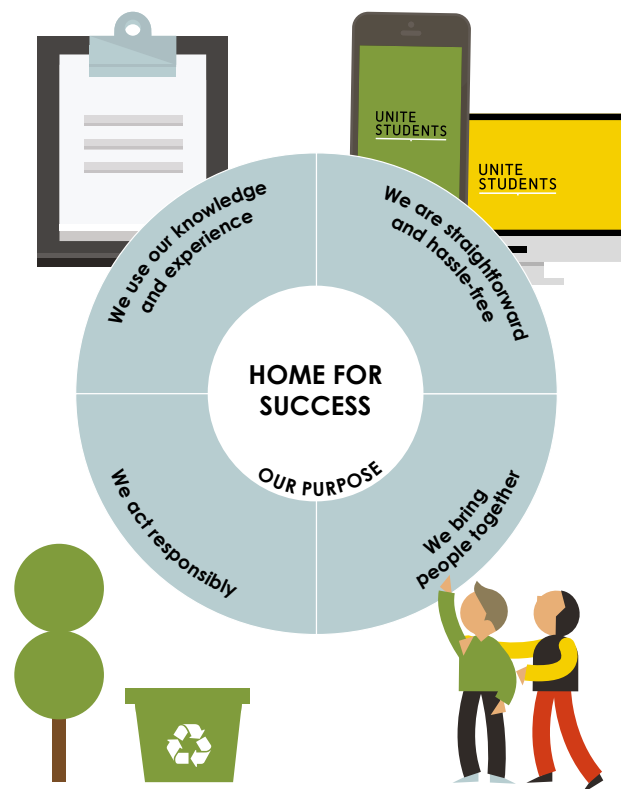 UNITE
STUDENTS
UNITE
STUDENTS
We use our knowledge
and experience
We are straightforward
and hassle-free
HOME FOR
SUCCESS
OUR PURPOSE
We act responsibly
We bring
people together